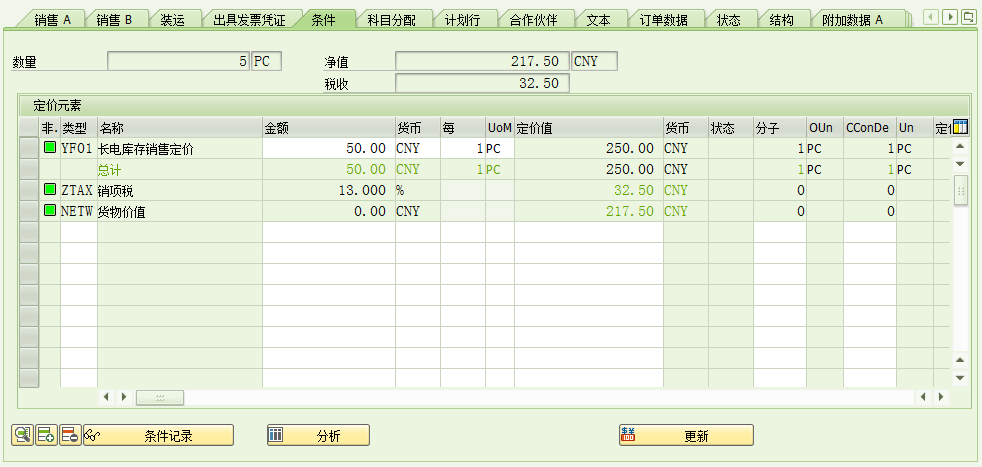 销售 A 销售 B 装运 出具发票凭证 条件 科目分配 计划行 合作伙伴 文本 订单数据 状态 结构 附加数据 A
数量 5 PC 净值 217.50 CNY
税收 32.50
定价元素
非. 类型 名称 金额 货币 每 UoM 定价值 货币 状态 分子 OUn CConDe Un 定价
YF01 长电库存销售定价 50.00 CNY 1 PC 250.00 CNY 1 PC 1 PC
总计 50.00 CNY 1 PC 250.00 CNY 1 PC 1 PC
ZTAX 销项税 13.000 % 32.50 CNY 0 0
NETW 货物价值 0.00 CNY 217.50 CNY 0 0
条件记录 分析 更新